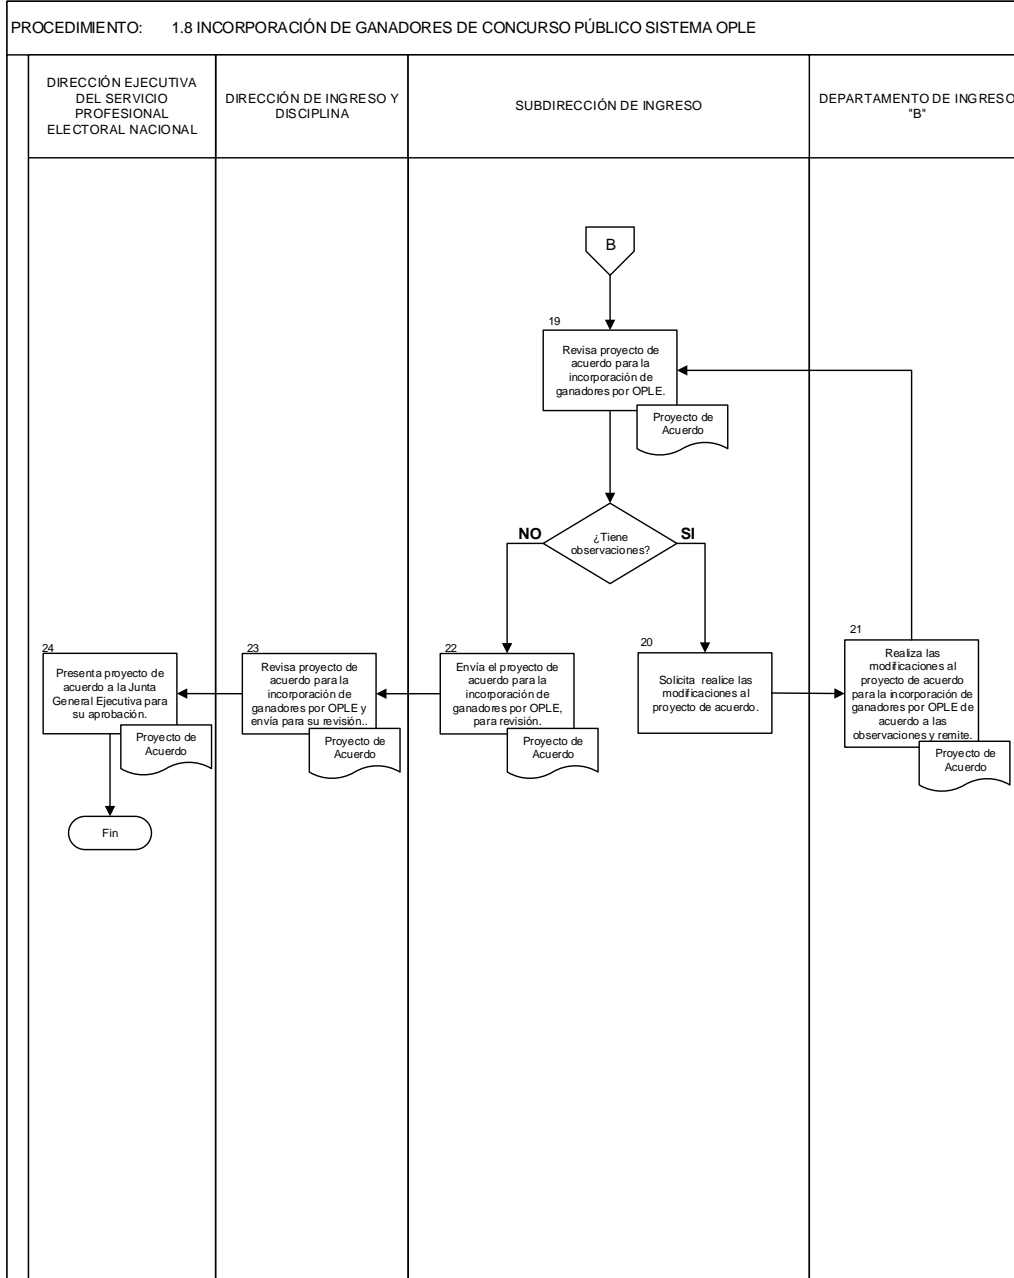 PROCEDIMIENTO: 1.8 INCORPORACIÓN DE GANADORES DE CONCURSO PÚBLICO SISTEMA OPLE
DIRECCIÓN EJECUTIVA
DEL SERVICIO
PROFESIONAL
ELECTORAL NACIONAL
DIRECCIÓN DE INGRESO Y
DISCIPLINA
SUBDIRECCIÓN DE INGRESO
DEPARTAMENTO DE INGRESO
"B"
B
19
Revisa proyecto de
acuerdo para la
incorporación de
ganadores por OPLE.
Proyecto de
Acuerdo
¿Tiene
observaciones?
NO
SI
24
Presenta proyecto de
acuerdo a la Junta
General Ejecutiva para
su aprobación.
Proyecto de
Acuerdo
Fin
23
Revisa proyecto de
acuerdo para la
incorporación de
ganadores por OPLE y
envía para su revisión..
Proyecto de
Acuerdo
22
Envía el proyecto de
acuerdo para la
incorporación de
ganadores por OPLE,
para revisión.
Proyecto de
Acuerdo
20
Solicita realice las
modificaciones al
proyecto de acuerdo.
21
Realiza las
modificaciones al
proyecto de acuerdo
para la incorporación de
ganadores por OPLE de
acuerdo a las
observaciones y remite.
Proyecto de
Acuerdo